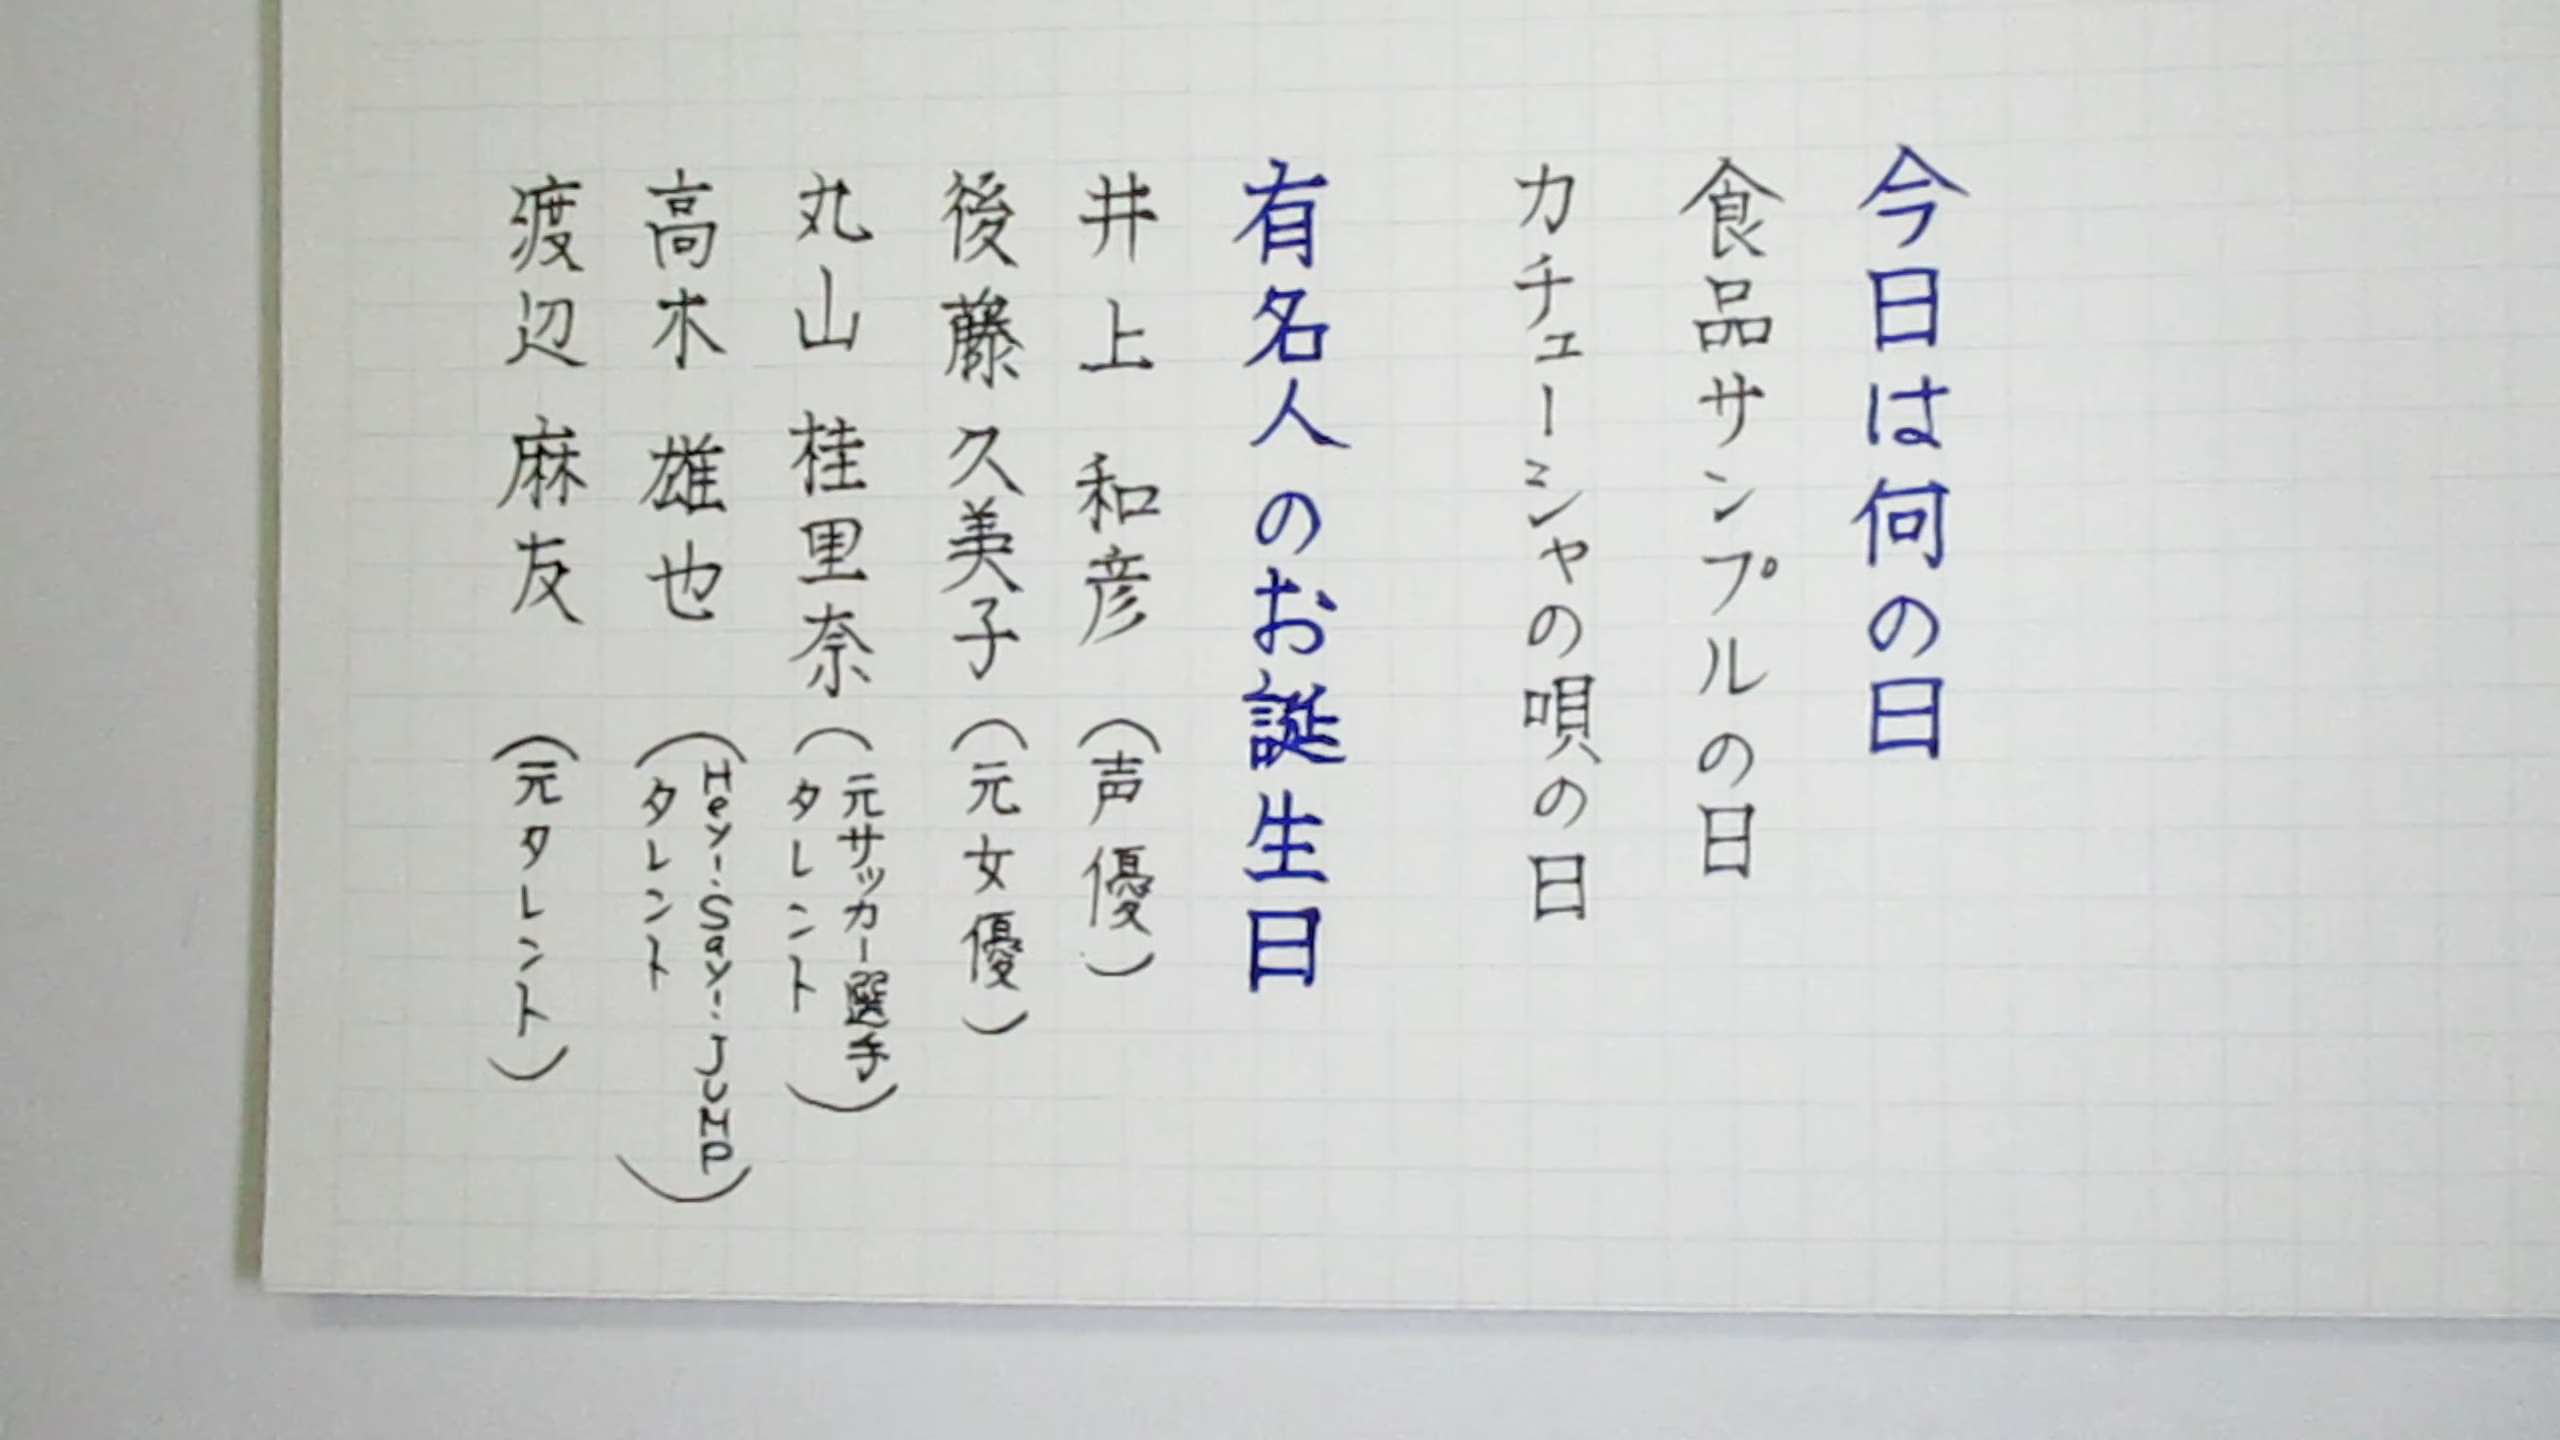 今日は何の日
食品サンプルの日
カチューシャの唄の日
有名人のお誕生日
井上 和彦 (声優)
後藤 久美子 (元女優)
丸山 桂里奈 (元サッカー選手
タレント)
高木 雄也 (Hey!Say!JUMP
タレント)
渡辺 麻友 (元タレント)